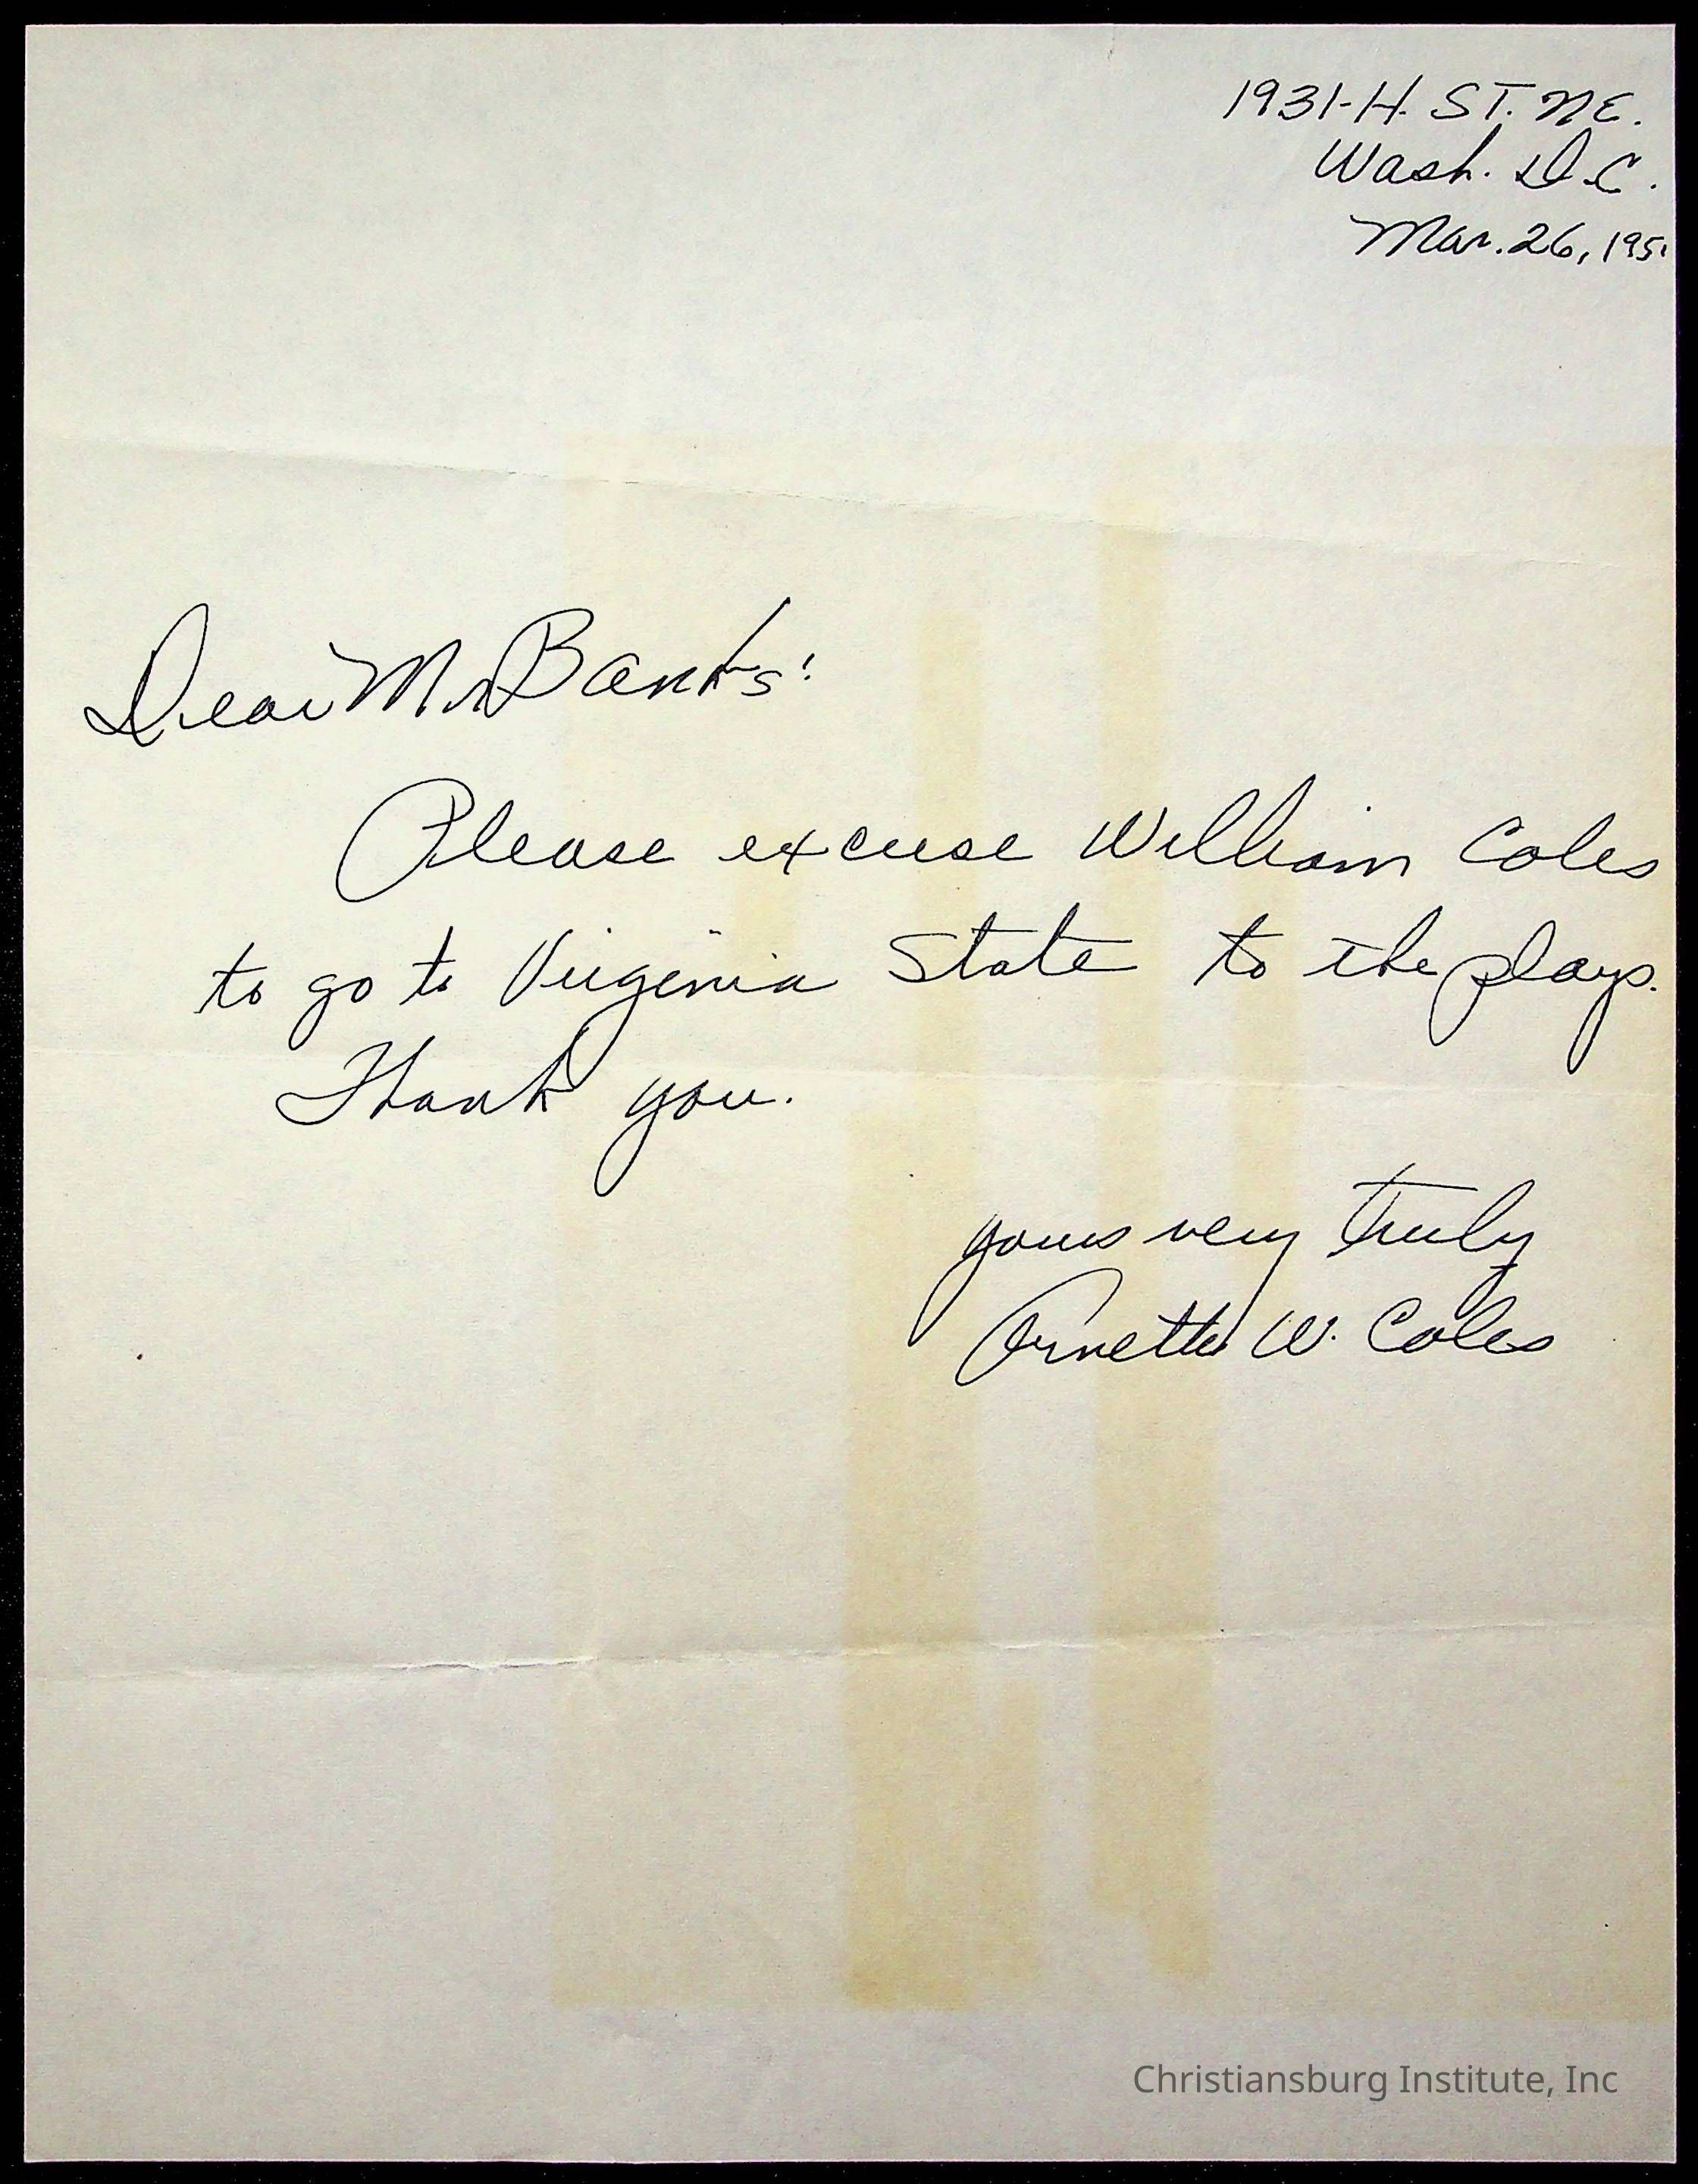 1931-H. ST. NE.
Wash. D.C.
Mar. 26, 1951
Dear Mr Banks:
Please excuse William Coles
to go to Virginia State to the plays.
Thank you.
yours very truly
Ornette W. Coles
Christiansburg Institute, Inc